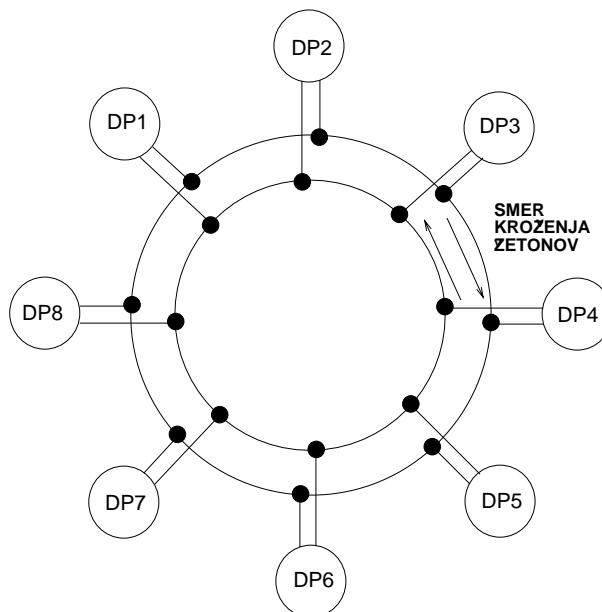 DP2
DP1
DP3
SMER
KROŽENJA
ŽETONOV
DP8
DP4
DP7
DP5
DP6